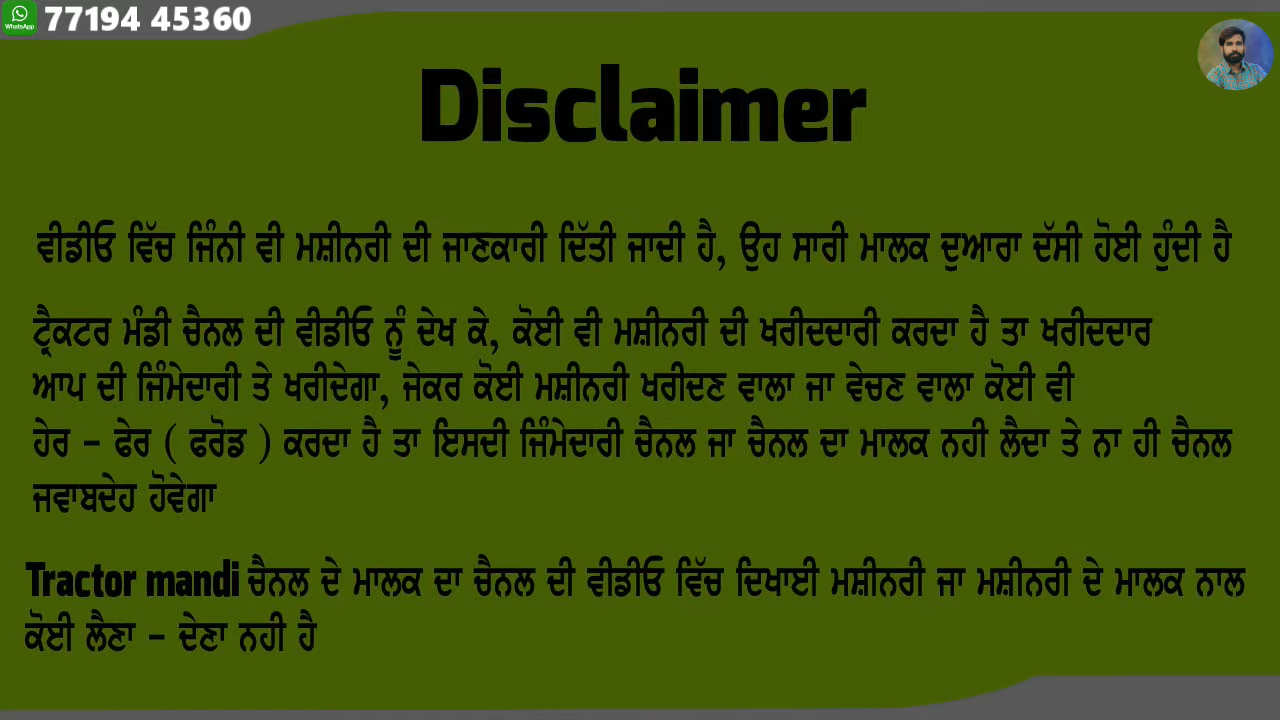 WhatsApp
77194 45360
Disclaimer
ਵੀਡੀਓ ਵਿੱਚ ਜਿੰਨੀ ਵੀ ਮਸ਼ੀਨਰੀ ਦੀ ਜਾਣਕਾਰੀ ਦਿੱਤੀ ਜਾਦੀ ਹੈ, ਉਹ ਸਾਰੀ ਮਾਲਕ ਦੁਆਰਾ ਦੱਸੀ ਹੋਈ ਹੁੰਦੀ ਹੈ
ਟ੍ਰੈਕਟਰ ਮੰਡੀ ਚੈਨਲ ਦੀ ਵੀਡੀਓ ਨੂੰ ਦੇਖ ਕੇ, ਕੋਈ ਵੀ ਮਸ਼ੀਨਰੀ ਦੀ ਖਰੀਦਦਾਰੀ ਕਰਦਾ ਹੈ ਤਾ ਖਰੀਦਦਾਰ
ਆਪ ਦੀ ਜਿੰਮੇਦਾਰੀ ਤੇ ਖਰੀਦੇਗਾ, ਜੇਕਰ ਕੋਈ ਮਸ਼ੀਨਰੀ ਖਰੀਦਣ ਵਾਲਾ ਜਾ ਵੇਚਣ ਵਾਲਾ ਕੋਈ ਵੀ
ਹੇਰ - ਫੇਰ ( ਫਰੋਡ ) ਕਰਦਾ ਹੈ ਤਾ ਇਸਦੀ ਜਿੰਮੇਦਾਰੀ ਚੈਨਲ ਜਾ ਚੈਨਲ ਦਾ ਮਾਲਕ ਨਹੀ ਲੈਦਾ ਤੇ ਨਾ ਹੀ ਚੈਨਲ
ਜਵਾਬਦੇਹ ਹੋਵੇਗਾ
Tractor mandi ਚੈਨਲ ਦੇ ਮਾਲਕ ਦਾ ਚੈਨਲ ਦੀ ਵੀਡੀਓ ਵਿੱਚ ਦਿਖਾਈ ਮਸ਼ੀਨਰੀ ਜਾ ਮਸ਼ੀਨਰੀ ਦੇ ਮਾਲਕ ਨਾਲ
ਕੋਈ ਲੈਣਾ - ਦੇਣਾ ਨਹੀ ਹੈ